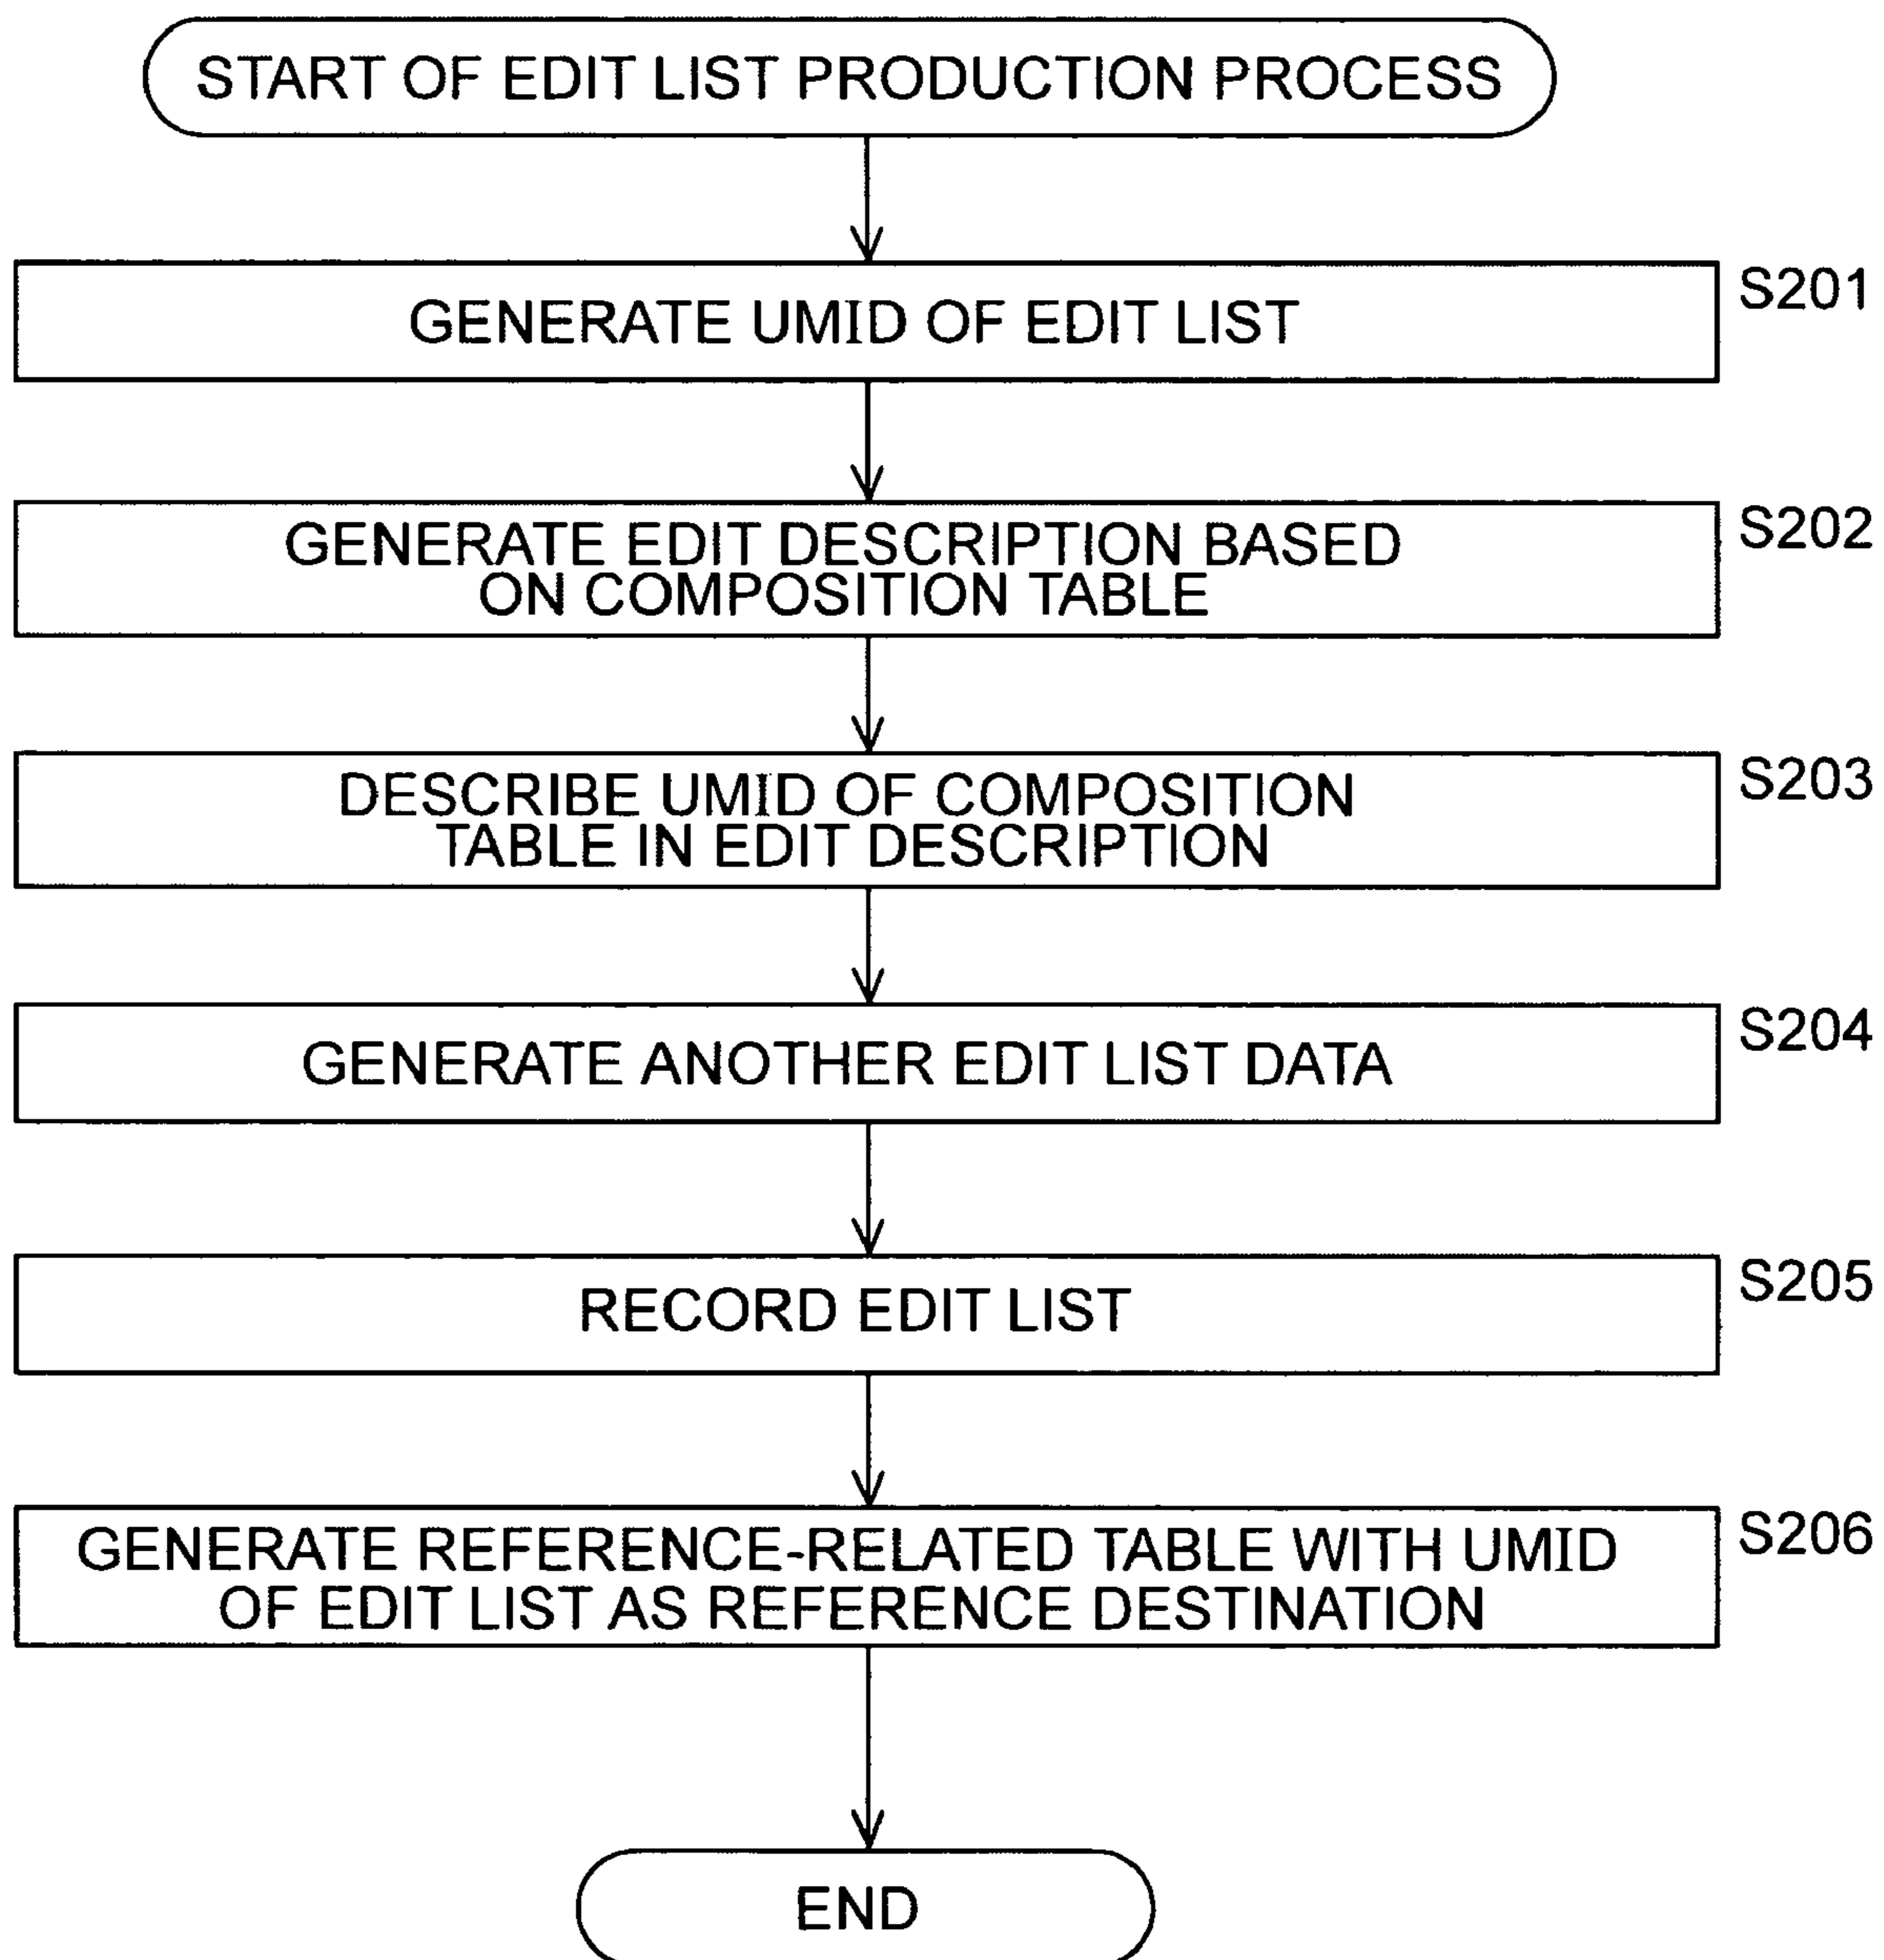 START OF EDIT LIST PRODUCTION PROCESS
GENERATE UMID OF EDIT LIST
S201
GENERATE EDIT DESCRIPTION BASED
ON COMPOSITION TABLE
S202
DESCRIBE UMID OF COMPOSITION
TABLE IN EDIT DESCRIPTION
S203
GENERATE ANOTHER EDIT LIST DATA
S204
RECORD EDIT LIST
S205
GENERATE REFERENCE-RELATED TABLE WITH UMID
OF EDIT LIST AS REFERENCE DESTINATION
S206
END